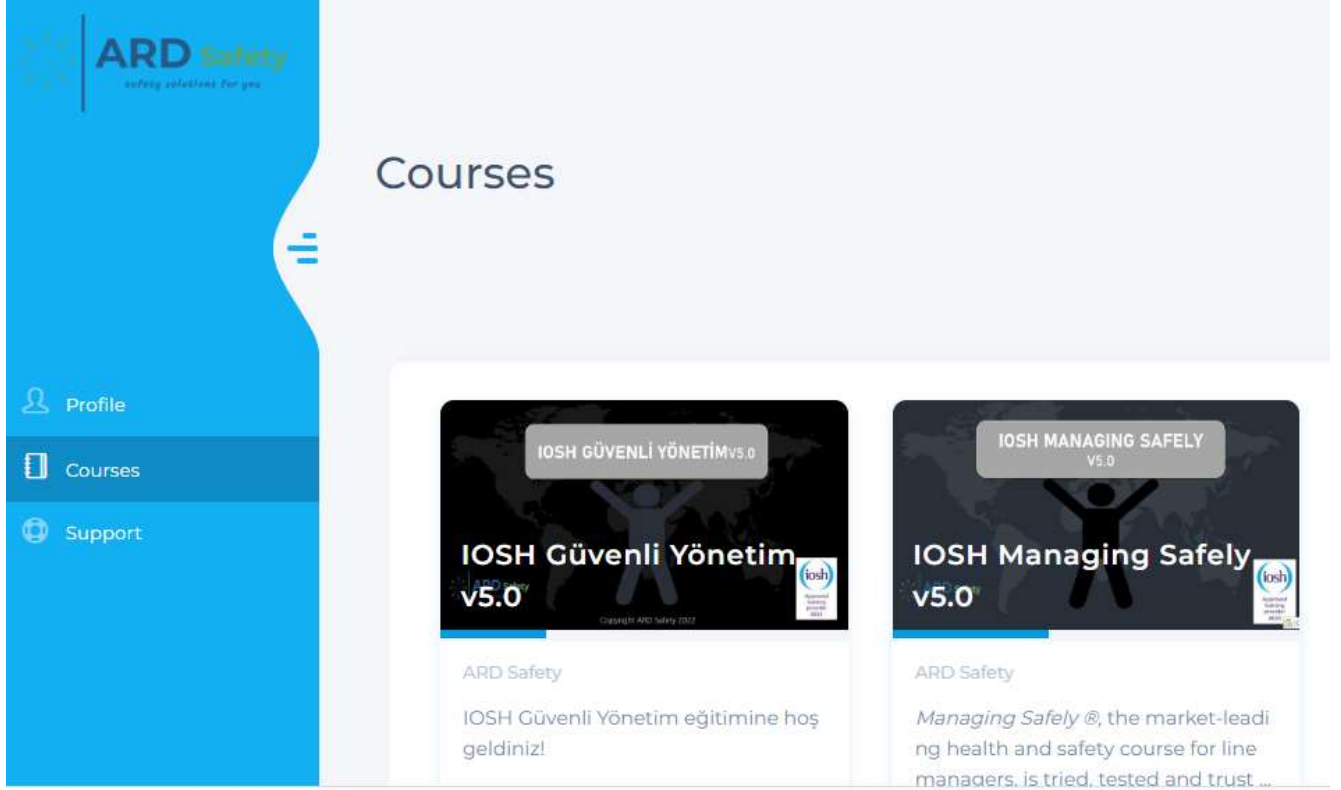 ARD Safety
safety solutions for you
Courses
Profile
Courses
Support
IOSH GÜVENLİ YÖNETİMV5.0
IOSH Güvenli Yönetim
v5.0
iosh
Copyright ARD Safety 2022
ARD Safety
IOSH Güvenli Yönetim eğitimine hoş
geldiniz!
IOSH MANAGING SAFELY
V5.0
IOSH Managing Safely
v5.0
iosh
ARD Safety
Managing Safely ®, the market-leadi
ng health and safety course for line
managers, is tried, tested and trust ...